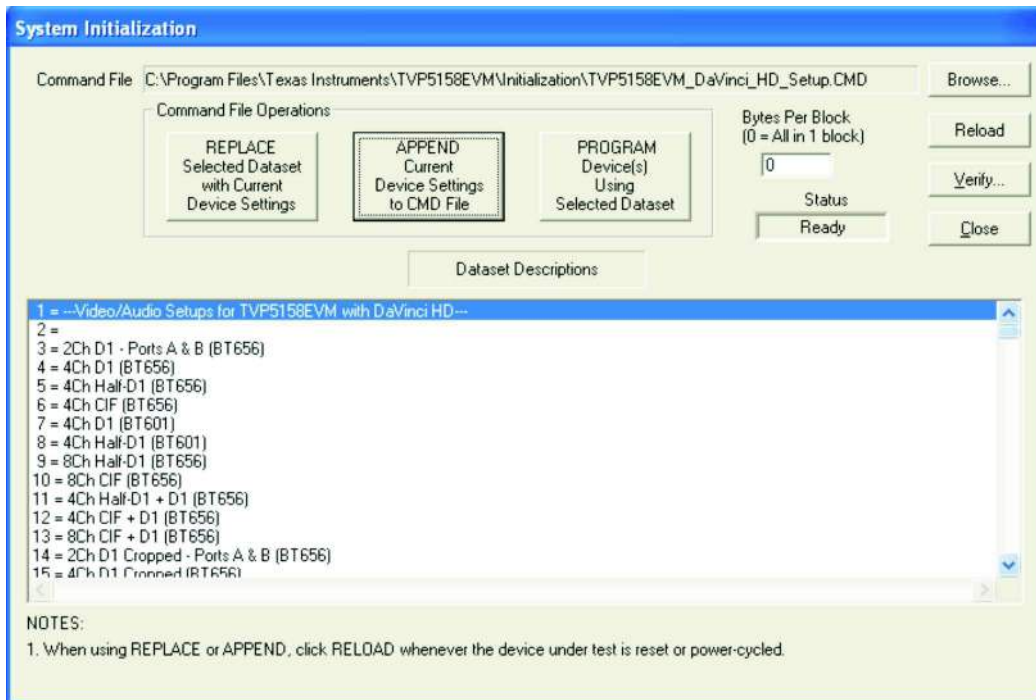 System Initialization
Command File C:\Program Files\Texas Instruments\TVP5158EVM\Initialization\TVP5158EVM_DaVinci_HD_Setup.CMD Browse...
Command File Operations
REPLACE
Selected Dataset
with Current
Device Settings
APPEND
Current
Device Settings
to CMD File
PROGRAM
Device(s)
Using
Selected Dataset
Bytes Per Block
(0 = All in 1 block)
0
Status
Ready
Reload
Verify...
Close
Dataset Descriptions
1 = ---Video/Audio Setups for TVP5158EVM with DaVinci HD---
2 =
3 = 2Ch D1 - Ports A & B (BT656)
4 = 4Ch D1 (BT656)
5 = 4Ch Half-D1 (BT656)
6 = 4Ch CIF (BT656)
7 = 4Ch D1 (BT601)
8 = 4Ch Half-D1 (BT601)
9 = 8Ch Half-D1 (BT656)
10 = 8Ch CIF (BT656)
11 = 4Ch Half-D1 + D1 (BT656)
12 = 4Ch CIF + D1 (BT656)
13 = 8Ch CIF + D1 (BT656)
14 = 2Ch D1 Cropped - Ports A & B (BT656)
15 = 4Ch D1 Cropped (BT656)
NOTES:
1. When using REPLACE or APPEND, click RELOAD whenever the device under test is reset or power-cycled.